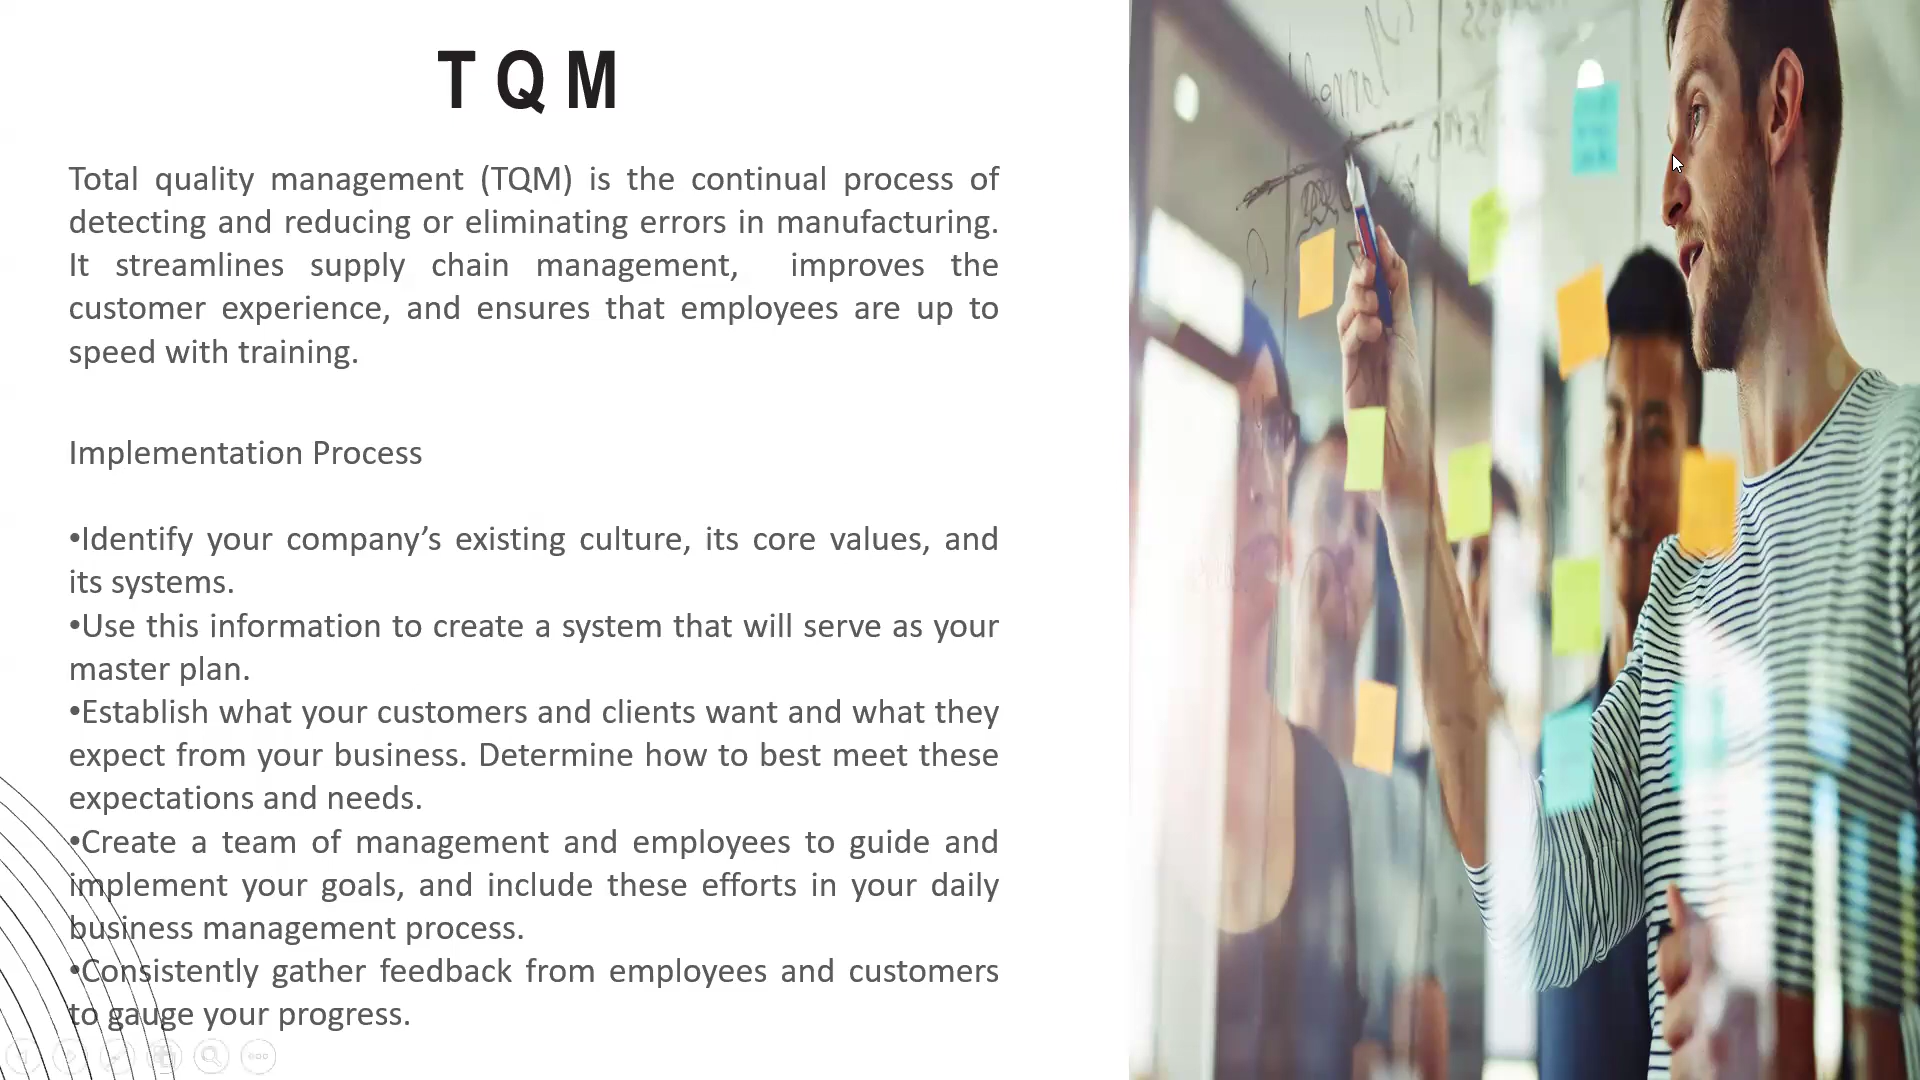 T Q M
Total quality management (TQM) is the continual process of
detecting and reducing or eliminating errors in manufacturing.
It streamlines supply chain management, improves the
customer experience, and ensures that employees are up to
speed with training.
Implementation Process
•Identify your company’s existing culture, its core values, and
its systems.
•Use this information to create a system that will serve as your
master plan.
•Establish what your customers and clients want and what they
expect from your business. Determine how to best meet these
expectations and needs.
•Create a team of management and employees to guide and
implement your goals, and include these efforts in your daily
business management process.
•Consistently gather feedback from employees and customers
to gauge your progress.